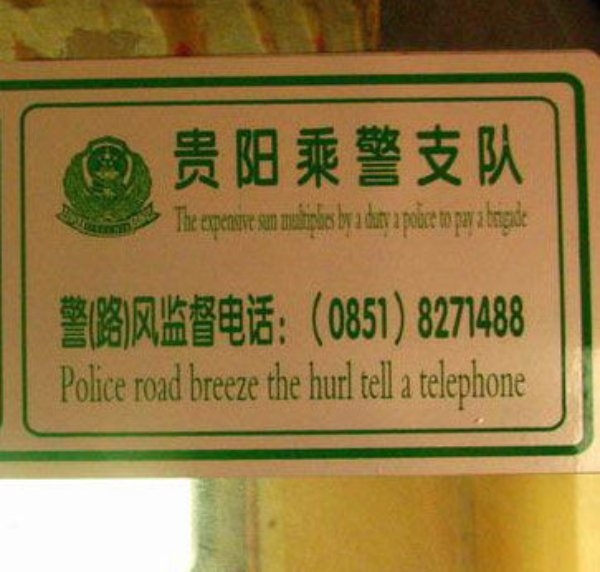 贵阳乘警支队
The expensive sun multiplies by a duty a police to pay a brigade
警(路)风监督电话：（0851）8271488
Police road breeze the hurl tell a telephone